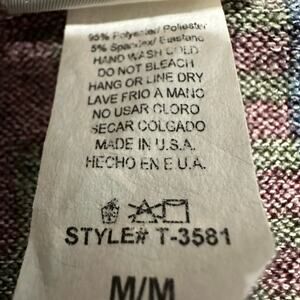 95% Polyester/ Poliester
5% Spandex/ Elastano
HAND WASH COLD
DO NOT BLEACH
HANG OR LINE DRY
LAVE FRIO A MANO
NO USAR CLORO
SECAR COLGADO
MADE IN U.S.A.
HECHO EN E.U.A.
STYLE# T-3581
M/M